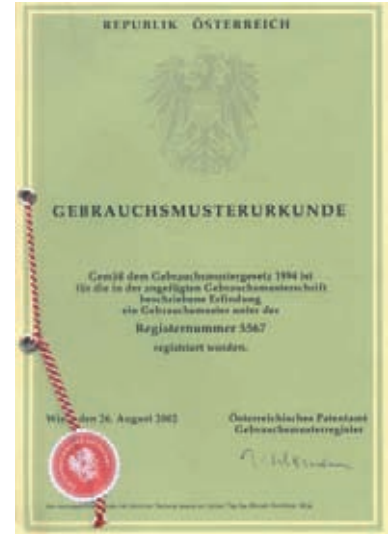 REPUBLIK ÖSTERREICH
GEBRAUCHSMUSTERURKUNDE
Gemäß dem Gebrauchsmustergesetz 1994 ist
für die in der angefügten Gebrauchsmusterschrift
beschriebene Erfindung
ein Gebrauchsmuster unter der
Registernummer 5567
registriert worden.
Wien, den 26. August 2002
Österreichisches Patentamt
Gebrauchsmusterregister